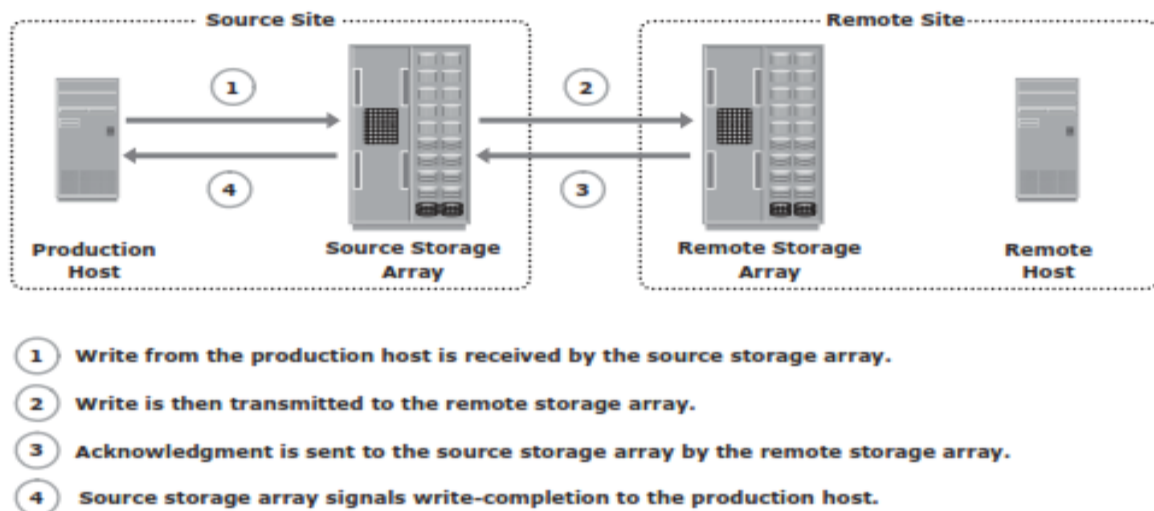 Source Site
Remote Site
1
2
4
3
Production
Host
Source Storage
Array
Remote Storage
Array
Remote
Host
1 Write from the production host is received by the source storage array.
2 Write is then transmitted to the remote storage array.
3 Acknowledgment is sent to the source storage array by the remote storage array.
4 Source storage array signals write-completion to the production host.